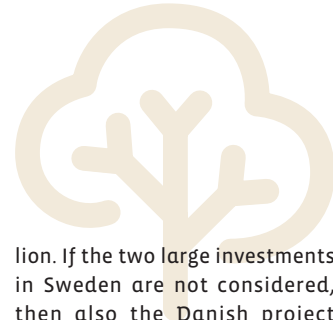 lion. If the two large investments
in Sweden are not considered,
then also the Danish project